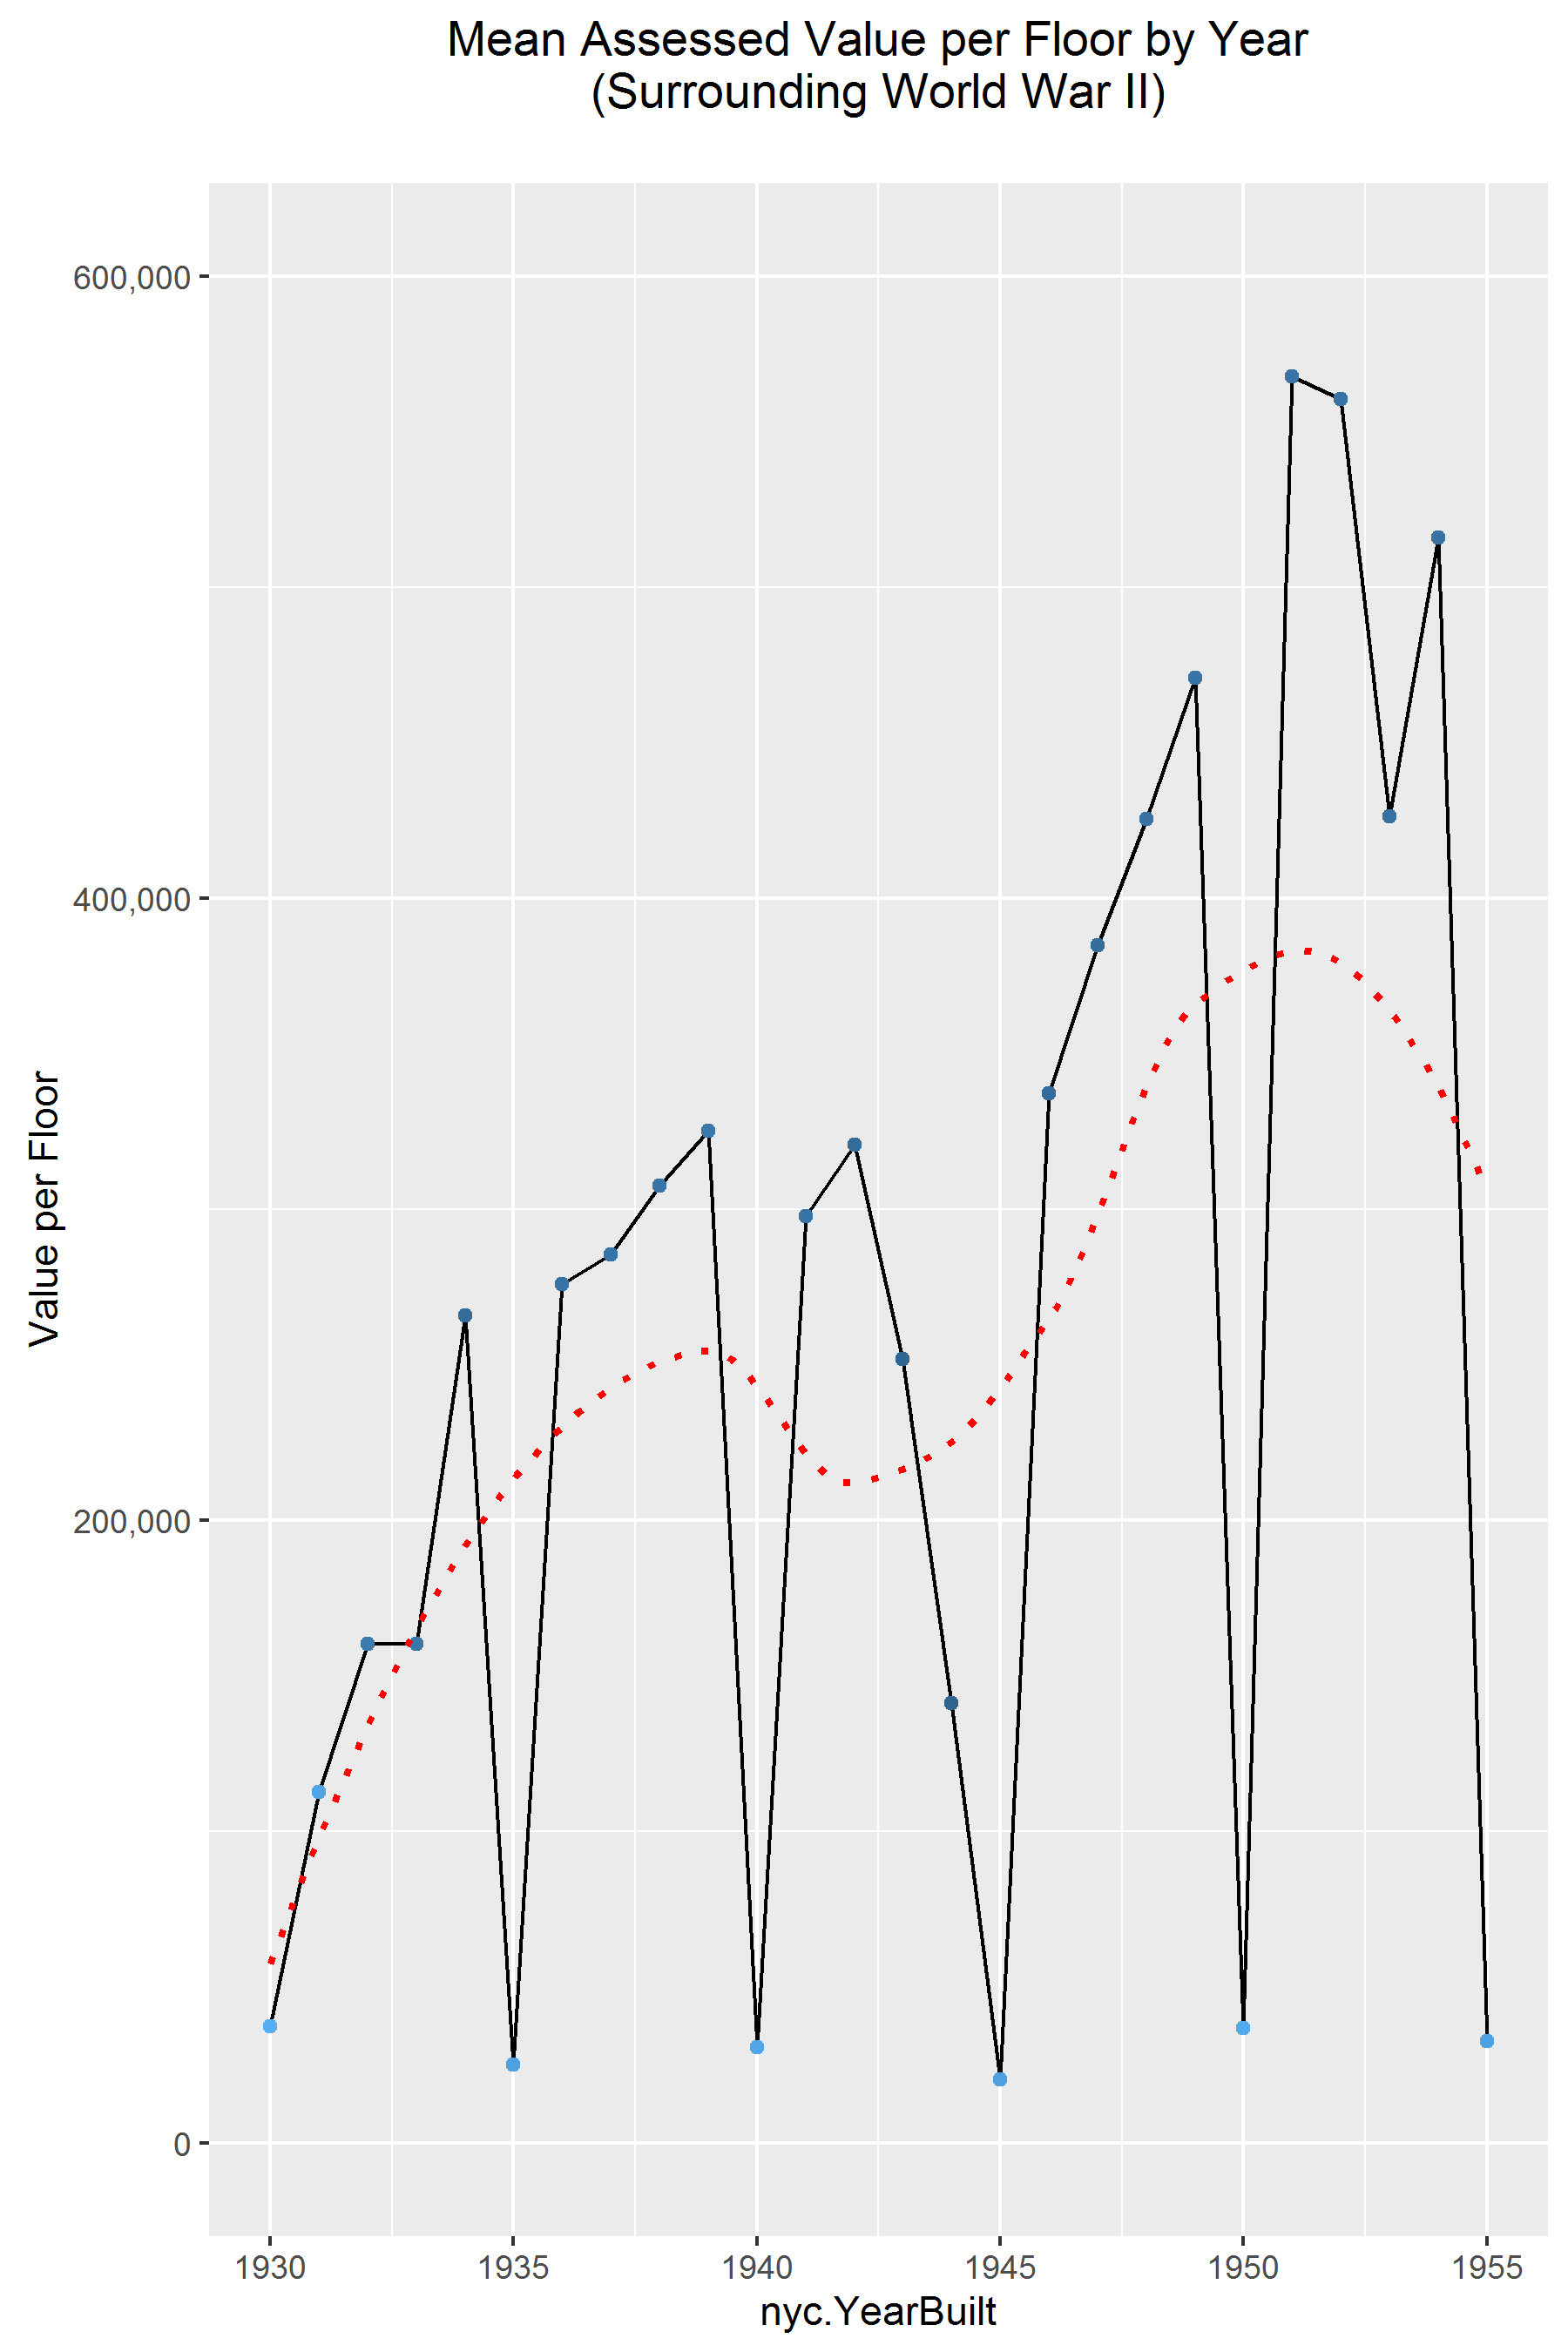 Mean Assessed Value per Floor by Year
(Surrounding World War II)
600,000
400,000
200,000
0
Value per Floor
1930 1935 1940 1945 1950 1955
nyc.YearBuilt